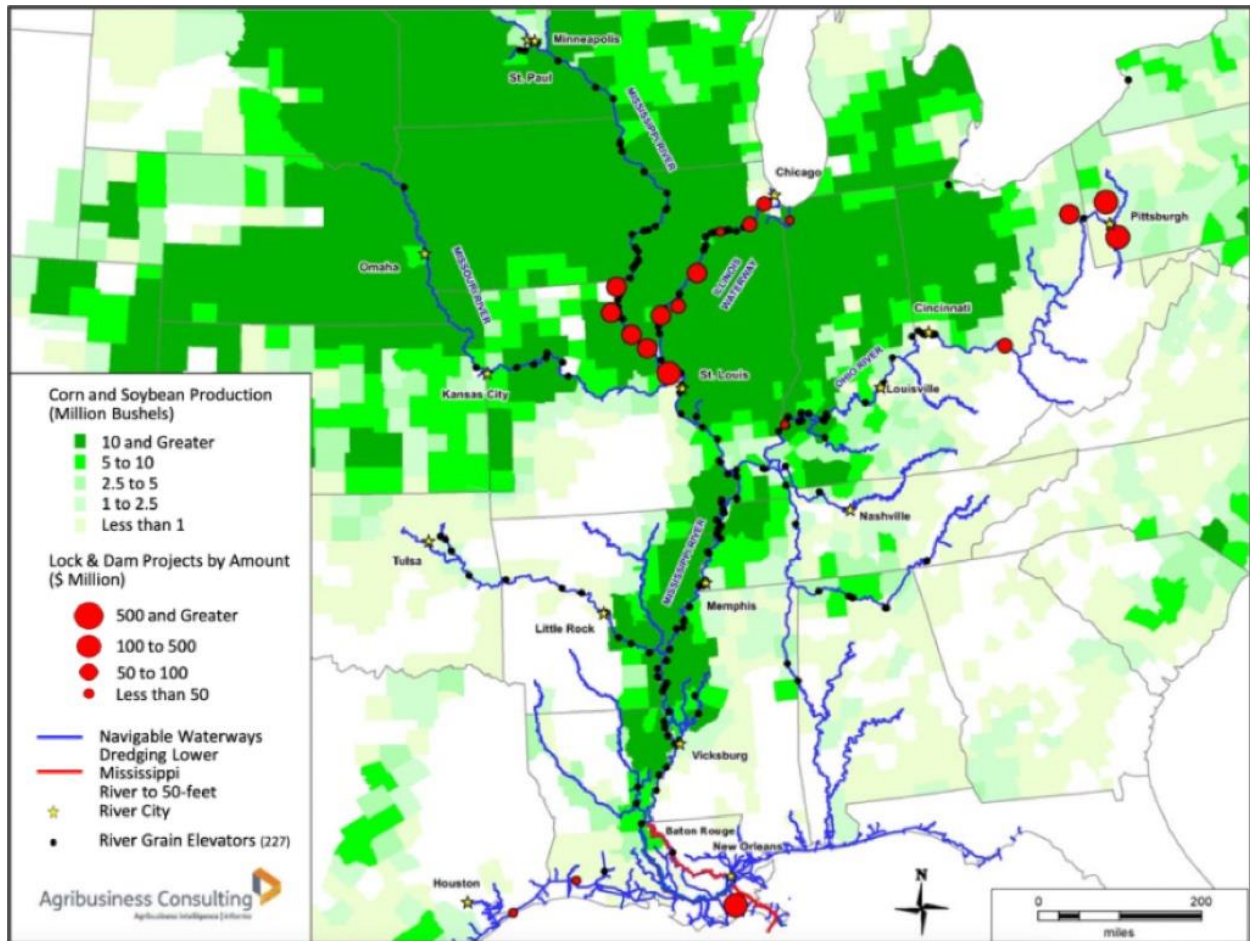 Minneapolis
St. Paul
MISSISSIPPI RIVER
Chicago
Pittsburgh
Omaha
MISSOURI RIVER
ILLINOIS
WATERWAY
Cincinnati
Kansas City
St. Louis
OHIO RIVER
Louisville
Nashville
Tulsa
MISSISSIPPI RIVER
Memphis
Little Rock
Vicksburg
Baton Rouge
New Orleans
Houston
Corn and Soybean Production
(Million Bushels)
10 and Greater
5 to 10
2.5 to 5
1 to 2.5
Less than 1
Lock & Dam Projects by Amount
($ Million)
500 and Greater
100 to 500
50 to 100
Less than 50
Navigable Waterways
Dredging Lower
Mississippi
River to 50-feet
River City
River Grain Elevators (227)
Agribusiness Consulting
Agribusiness intelligence | informa
N
0 200
miles